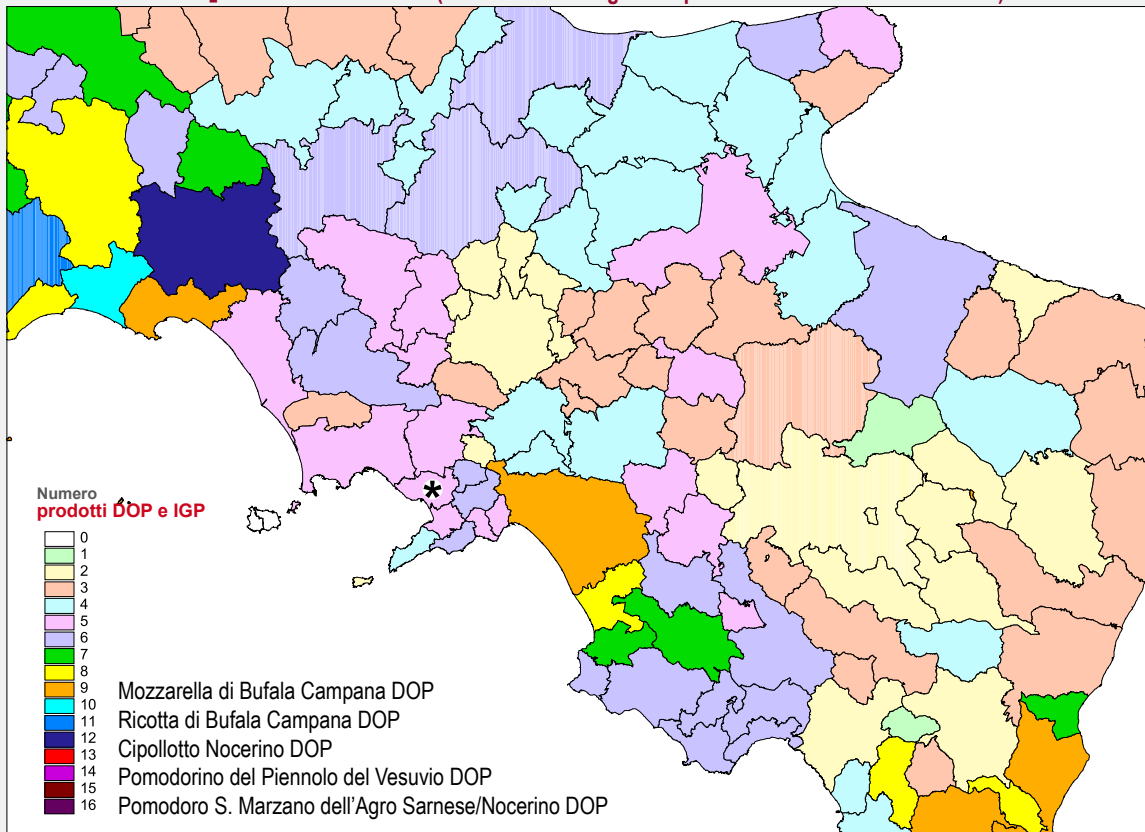 Numero
prodotti DOP e IGP
0
1
2
3
4
5
6
7
8
9
10
11
12
13
14
15
16
Mozzarella di Bufala Campana DOP
Ricotta di Bufala Campana DOP
Cipollotto Nocerino DOP
Pomodorino del Piennolo del Vesuvio DOP
Pomodoro S. Marzano dell'Agro Sarnese/Nocerino DOP
*